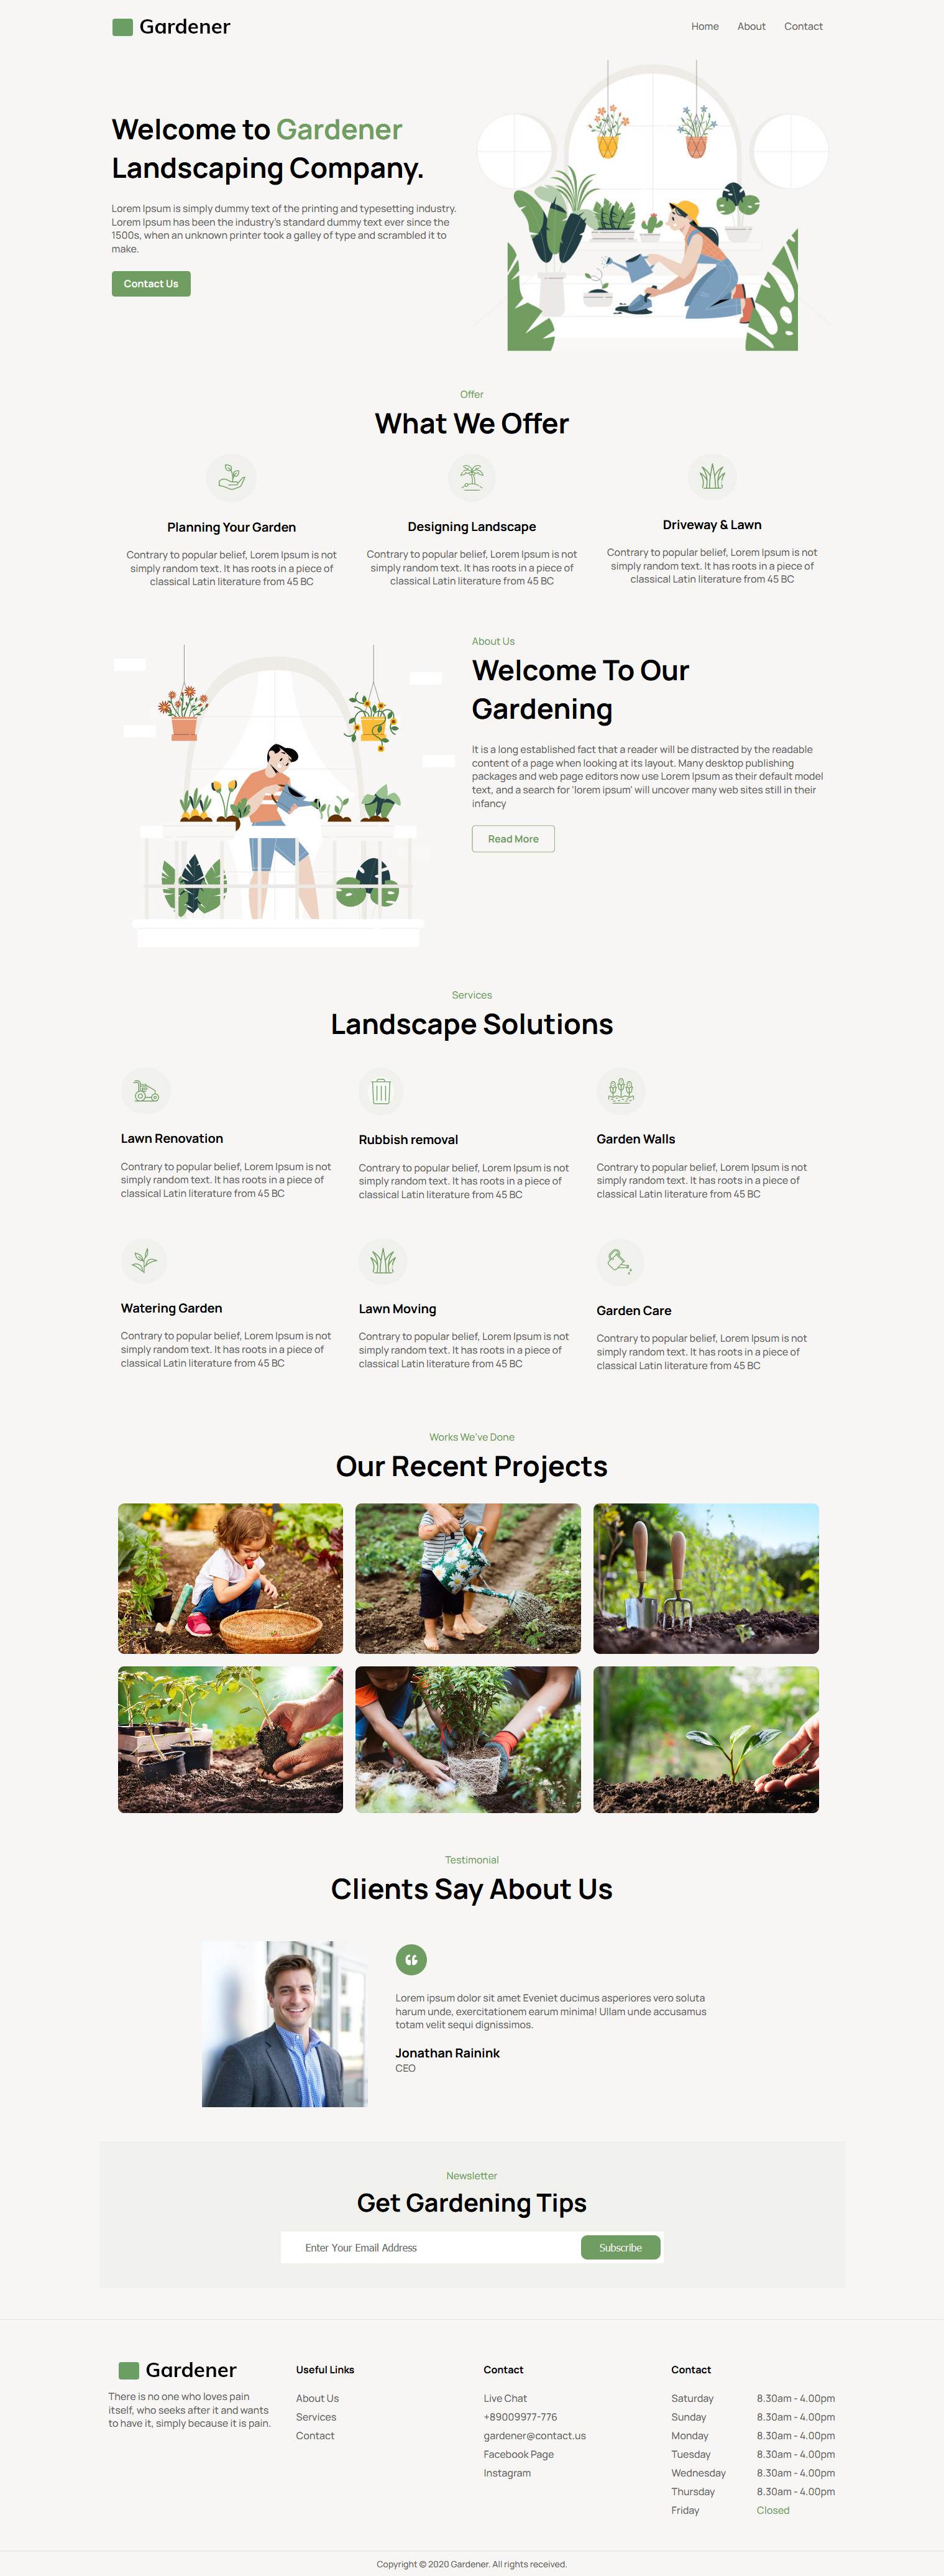 Gardener
Home
About
Contact
Welcome to Gardener
Landscaping Company.
Lorem Ipsum is simply dummy text of the printing and typesetting industry.
Lorem Ipsum has been the industry's standard dummy text ever since the
1500s, when an unknown printer took a galley of type and scrambled it to
make.
Contact Us
Offer
What We Offer
Planning Your Garden
Contrary to popular belief, Lorem Ipsum is not
simply random text. It has roots in a piece of
classical Latin literature from 45 BC
Designing Landscape
Contrary to popular belief, Lorem Ipsum is not
simply random text. It has roots in a piece of
classical Latin literature from 45 BC
Driveway & Lawn
Contrary to popular belief, Lorem Ipsum is not
simply random text. It has roots in a piece of
classical Latin literature from 45 BC
About Us
Welcome To Our
Gardening
It is a long established fact that a reader will be distracted by the readable
content of a page when looking at its layout. Many desktop publishing
packages and web page editors now use Lorem Ipsum as their default model
text, and a search for 'lorem ipsum' will uncover many web sites still in their
infancy
Read More
Services
Landscape Solutions
Lawn Renovation
Contrary to popular belief, Lorem Ipsum is not
simply random text. It has roots in a piece of
classical Latin literature from 45 BC
Rubbish removal
Contrary to popular belief, Lorem Ipsum is not
simply random text. It has roots in a piece of
classical Latin literature from 45 BC
Garden Walls
Contrary to popular belief, Lorem Ipsum is not
simply random text. It has roots in a piece of
classical Latin literature from 45 BC
Watering Garden
Contrary to popular belief, Lorem Ipsum is not
simply random text. It has roots in a piece of
classical Latin literature from 45 BC
Lawn Moving
Contrary to popular belief, Lorem Ipsum is not
simply random text. It has roots in a piece of
classical Latin literature from 45 BC
Garden Care
Contrary to popular belief, Lorem Ipsum is not
simply random text. It has roots in a piece of
classical Latin literature from 45 BC
Works We've Done
Our Recent Projects
Testimonial
Clients Say About Us
Lorem ipsum dolor sit amet Eveniet ducimus asperiores vero soluta
harum unde, exercitationem earum minima! Ullam unde accusamus
totam velit sequi dignissimos.
Jonathan Rainink
CEO
Newsletter
Get Gardening Tips
Enter Your Email Address
Subscribe
Gardener
There is no one who loves pain
itself, who seeks after it and wants
to have it, simply because it is pain.
Useful Links
About Us
Services
Contact
Contact
Live Chat
+89009977-776
gardener@contact.us
Facebook Page
Instagram
Contact
Saturday 8.30am - 4.00pm
Sunday 8.30am - 4.00pm
Monday 8.30am - 4.00pm
Tuesday 8.30am - 4.00pm
Wednesday 8.30am - 4.00pm
Thursday 8.30am - 4.00pm
Friday Closed
Copyright © 2020 Gardener. All rights received.